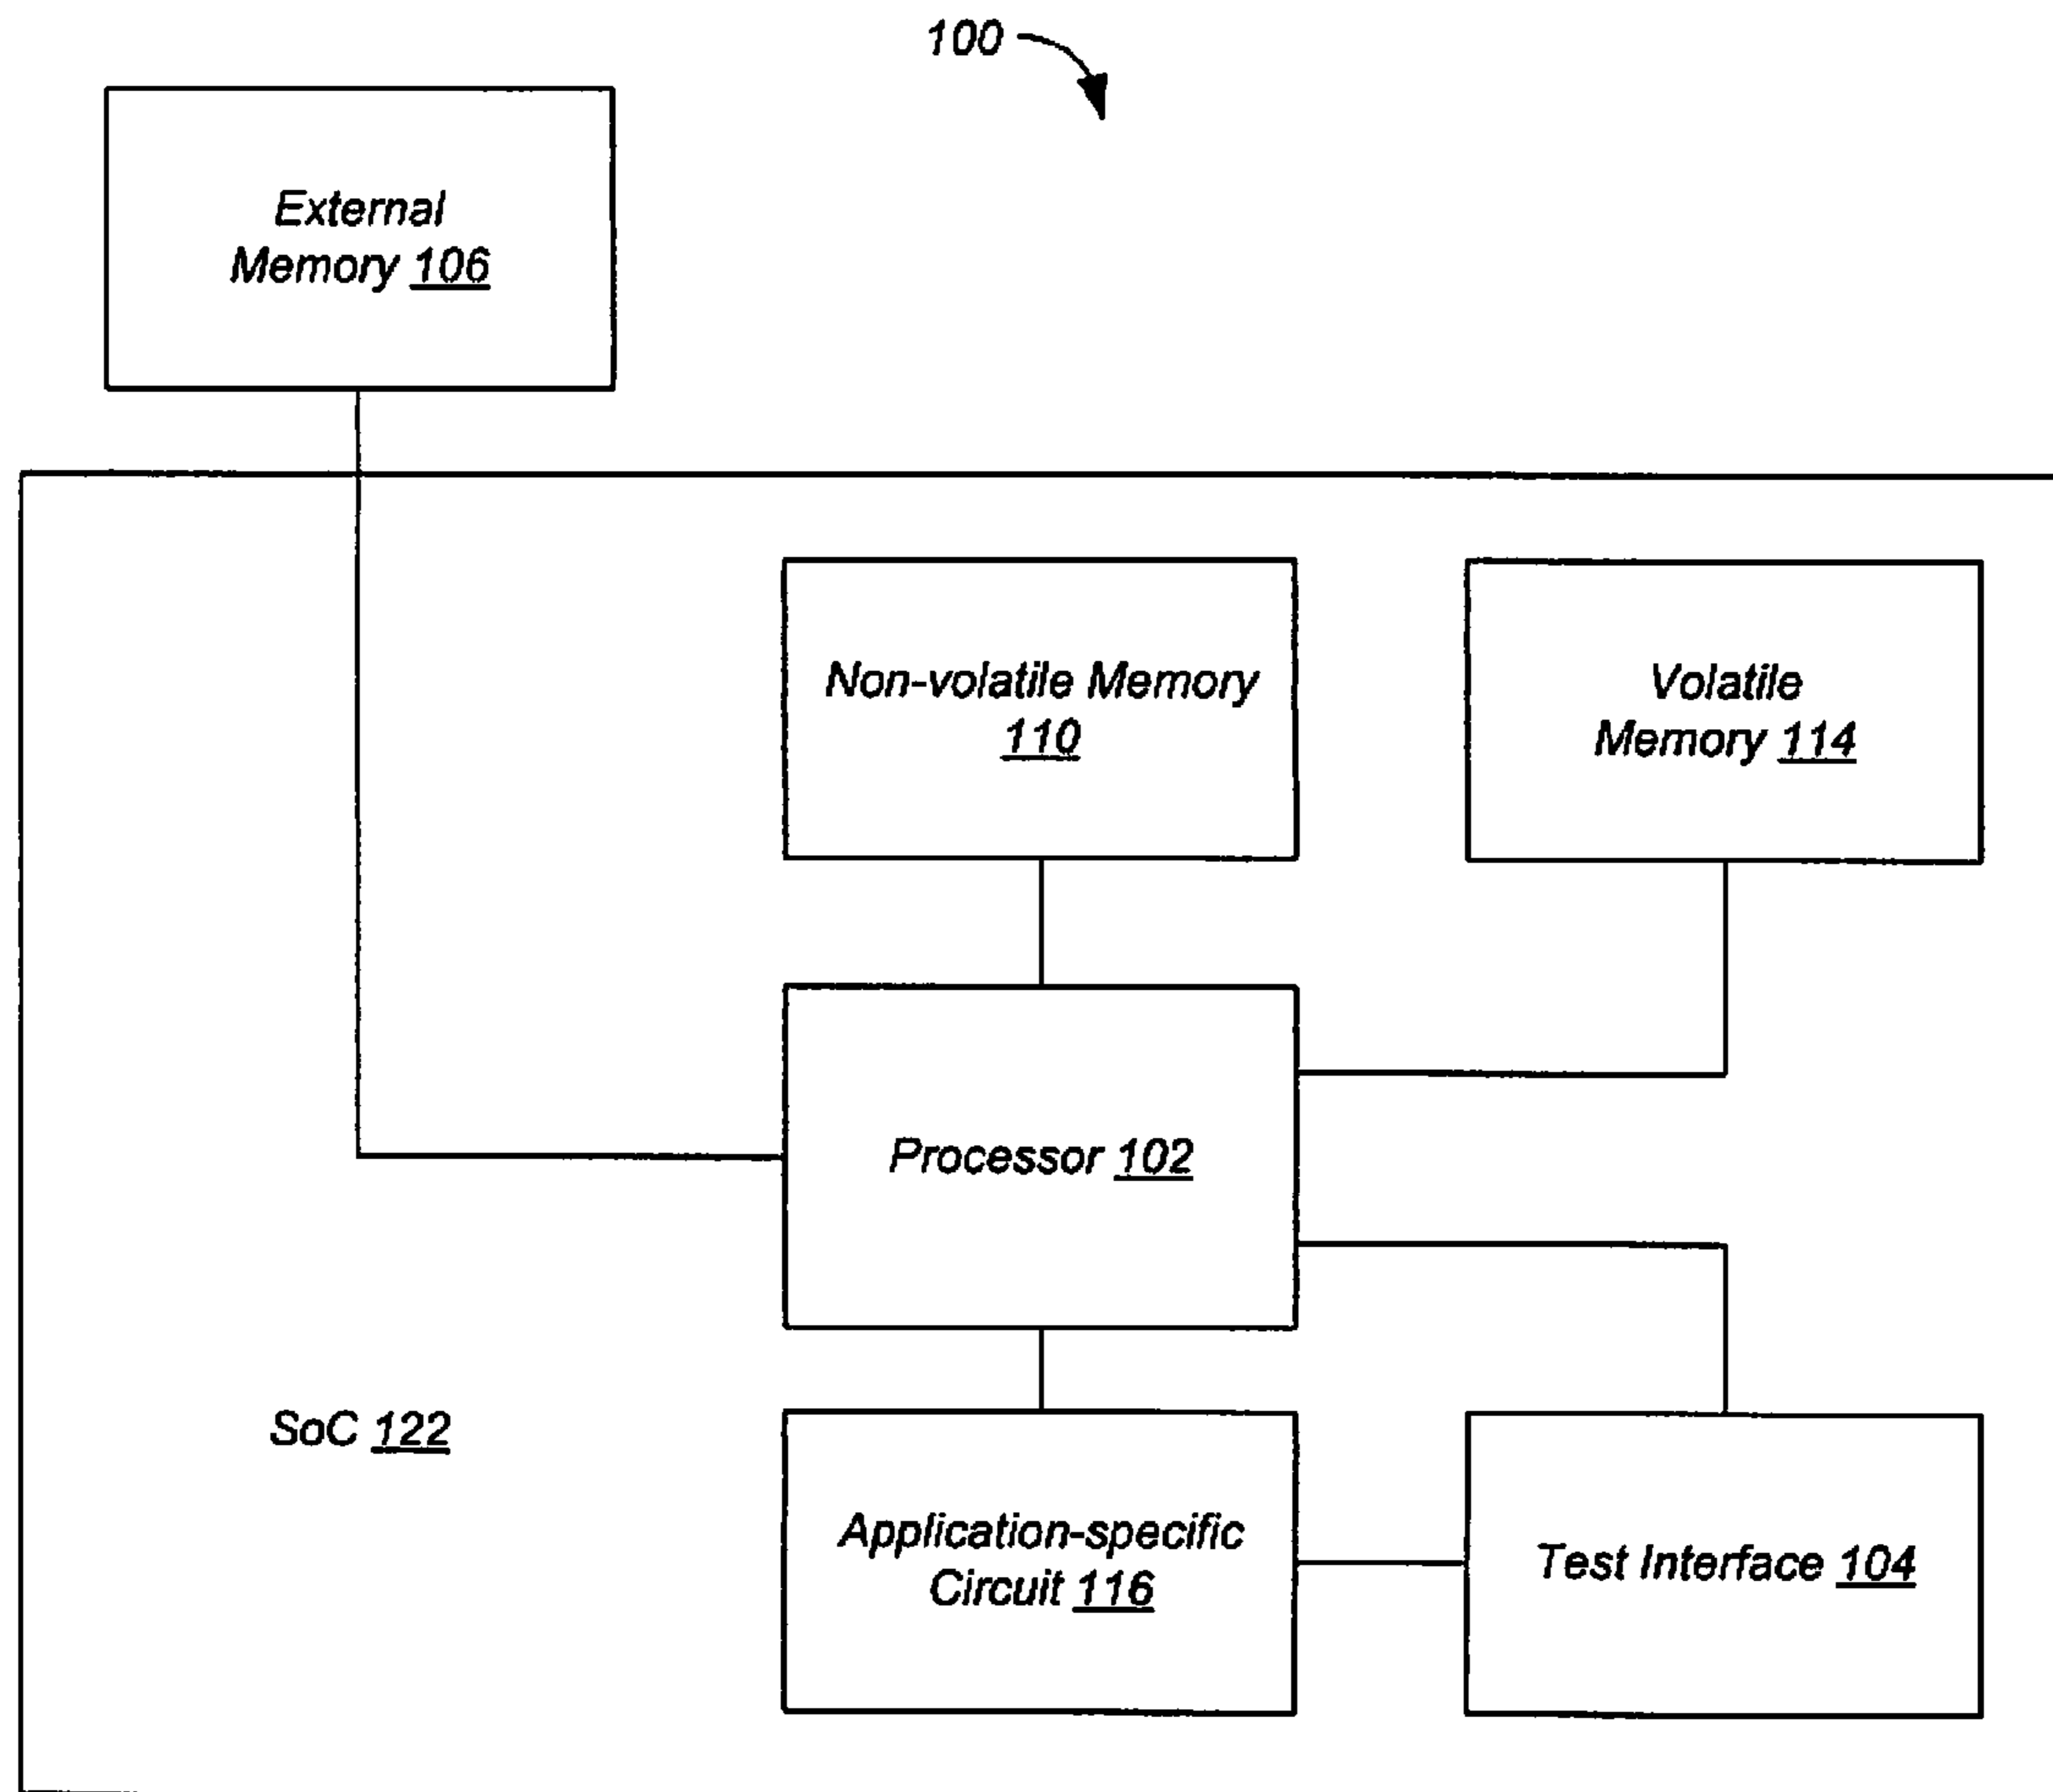 100
External
Memory 106
Non-volatile Memory
110
Volatile
Memory 114
Processor 102
SoC 122
Application-specific
Circuit 116
Test Interface 104